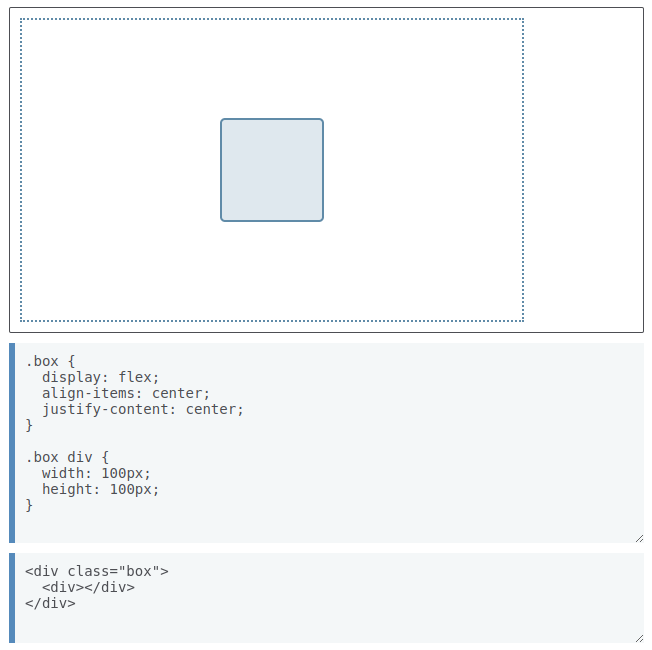 .box {
  display: flex;
  align-items: center;
  justify-content: center;
}

.box div {
  width: 100px;
  height: 100px;
}
<div class="box">
  <div></div>
</div>